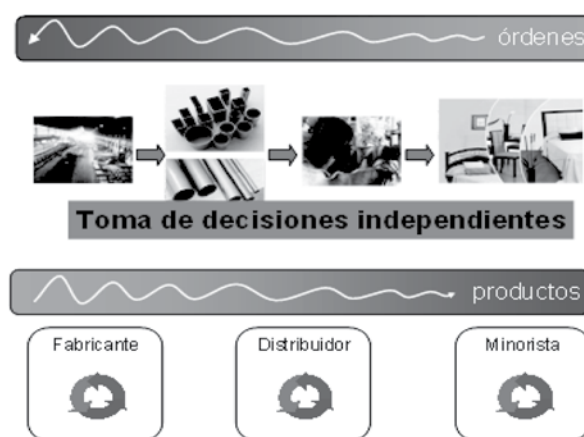 órdenes
Toma de decisiones independientes
productos
Fabricante
Distribuidor
Minorista